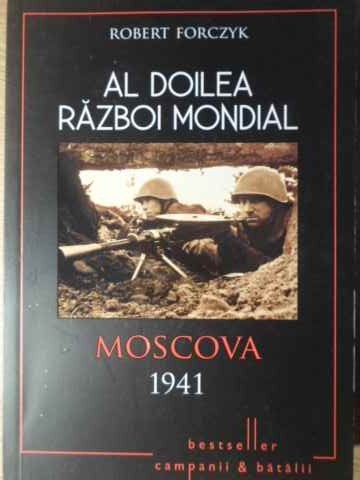 ROBERT FORCZYK
AL DOILEA
RĂZBOI MONDIAL
MOSCOVA
1941
bestseller
campanii & bătălii